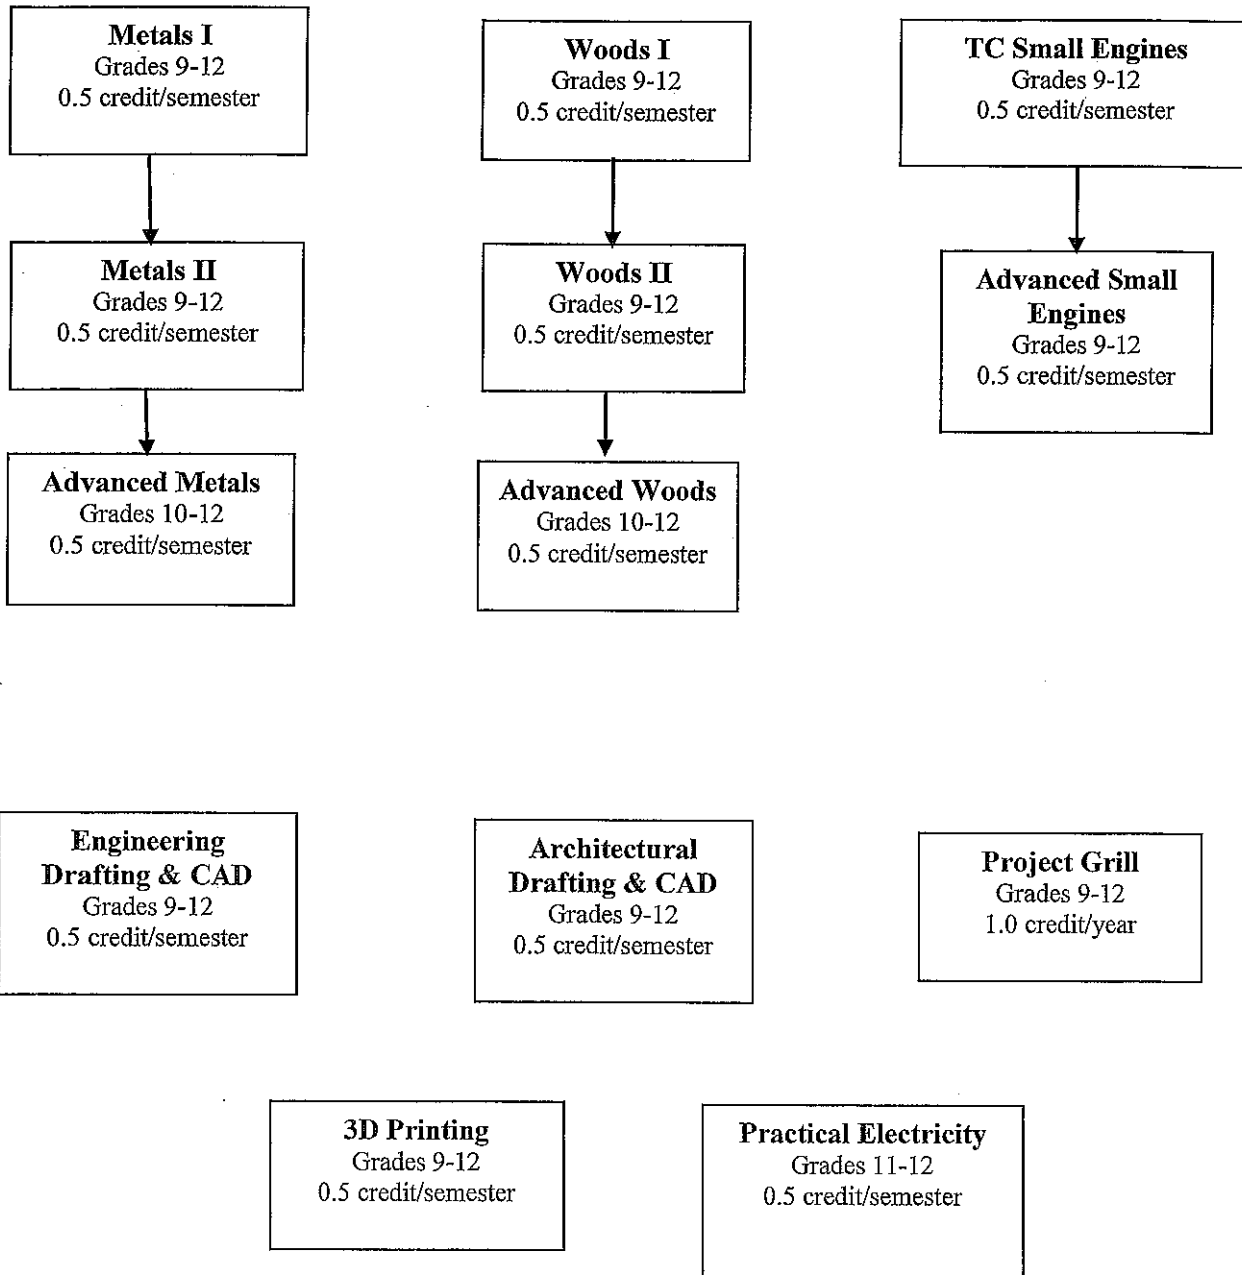 Metals I
Grades 9-12
0.5 credit/semester
Woods I
Grades 9-12
0.5 credit/semester
TC Small Engines
Grades 9-12
0.5 credit/semester
Metals II
Grades 9-12
0.5 credit/semester
Woods II
Grades 9-12
0.5 credit/semester
Advanced Small
Engines
Grades 9-12
0.5 credit/semester
Advanced Metals
Grades 10-12
0.5 credit/semester
Advanced Woods
Grades 10-12
0.5 credit/semester
Engineering
Drafting & CAD
Grades 9-12
0.5 credit/semester
Architectural
Drafting & CAD
Grades 9-12
0.5 credit/semester
Project Grill
Grades 9-12
1.0 credit/year
3D Printing
Grades 9-12
0.5 credit/semester
Practical Electricity
Grades 11-12
0.5 credit/semester